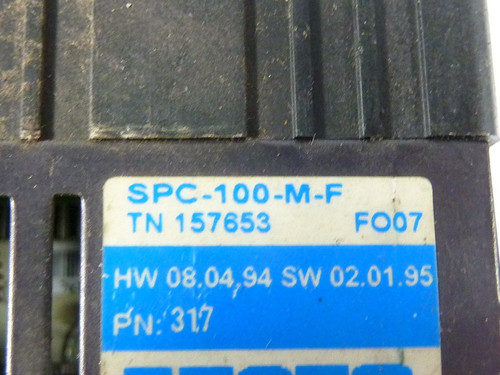 SPC-100-M-F
TN 157653 FO07
HW 08.04.94 SW 02.01.95
PN: 317